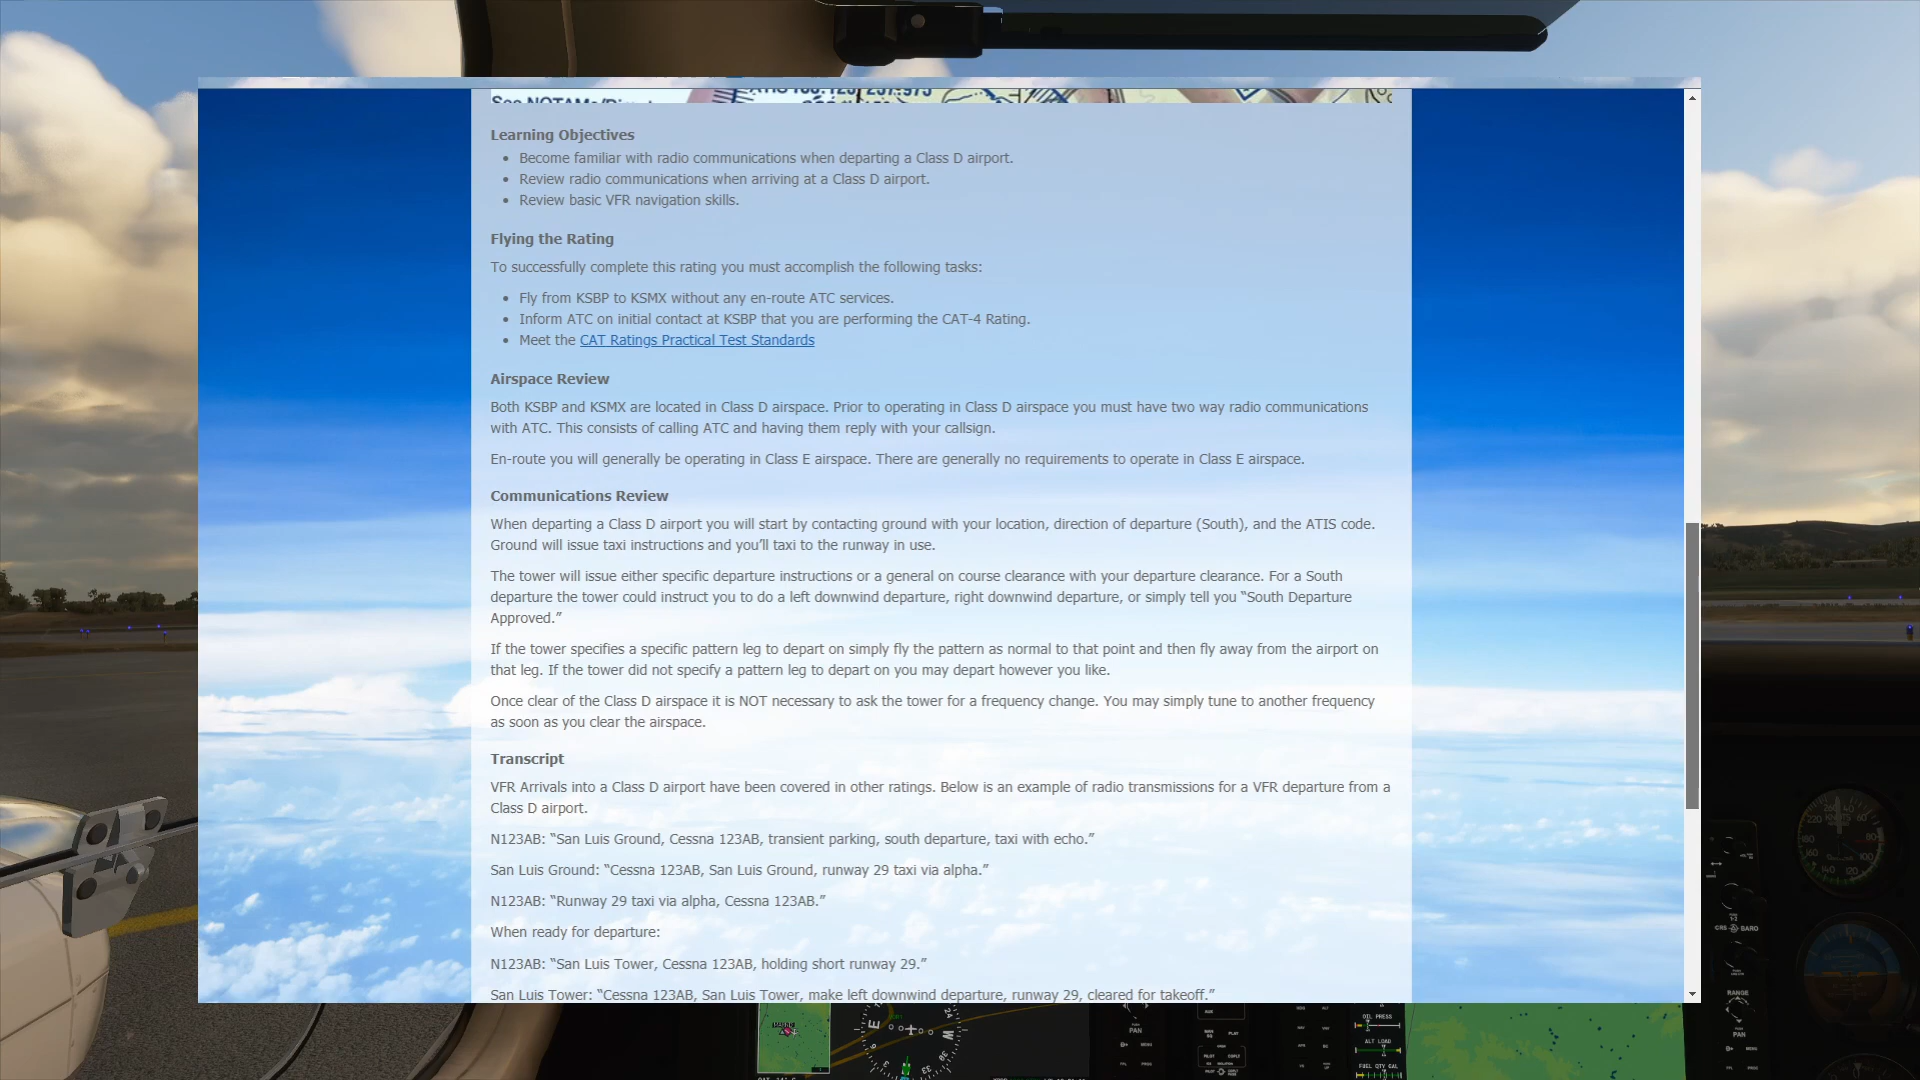 ATIS
Learning Objectives
Become familiar with radio communications when departing a Class D airport.
Review radio communications when arriving at a Class D airport.
Review basic VFR navigation skills.
Flying the Rating
To successfully complete this rating you must accomplish the following tasks:
Fly from KSBP to KSMX without any en-route ATC services.
Inform ATC on initial contact at KSBP that you are performing the CAT-4 Rating.
Meet the CAT Ratings Practical Test Standards
Airspace Review
Both KSBP and KSMX are located in Class D airspace. Prior to operating in Class D airspace you must have two way radio communications
with ATC. This consists of calling ATC and having them reply with your callsign.
En-route you will generally be operating in Class E airspace. There are generally no requirements to operate in Class E airspace.
Communications Review
When departing a Class D airport you will start by contacting ground with your location, direction of departure (South), and the ATIS code.
Ground will issue taxi instructions and you’ll taxi to the runway in use.
The tower will issue either specific departure instructions or a general on course clearance with your departure clearance. For a South
departure the tower could instruct you to do a left downwind departure, right downwind departure, or simply tell you “South Departure
Approved.”
If the tower specifies a specific pattern leg to depart on simply fly the pattern as normal to that point and then fly away from the airport on
that leg. If the tower did not specify a pattern leg to depart on you may depart however you like.
Once clear of the Class D airspace it is NOT necessary to ask the tower for a frequency change. You may simply tune to another frequency
as soon as you clear the airspace.
Transcript
VFR Arrivals into a Class D airport have been covered in other ratings. Below is an example of radio transmissions for a VFR departure from a
Class D airport.
N123AB: “San Luis Ground, Cessna 123AB, transient parking, south departure, taxi with echo.”
San Luis Ground: “Cessna 123AB, San Luis Ground, runway 29 taxi via alpha.”
N123AB: “Runway 29 taxi via alpha, Cessna 123AB.”
When ready for departure:
N123AB: “San Luis Tower, Cessna 123AB, holding short runway 29.”
San Luis Tower: “Cessna 123AB, San Luis Tower, make left downwind departure, runway 29, cleared for takeoff.”
CRS BARO
RANGE
PAN
PAN
OIL PRESS
ALT LOAD
FUEL QTY GAL